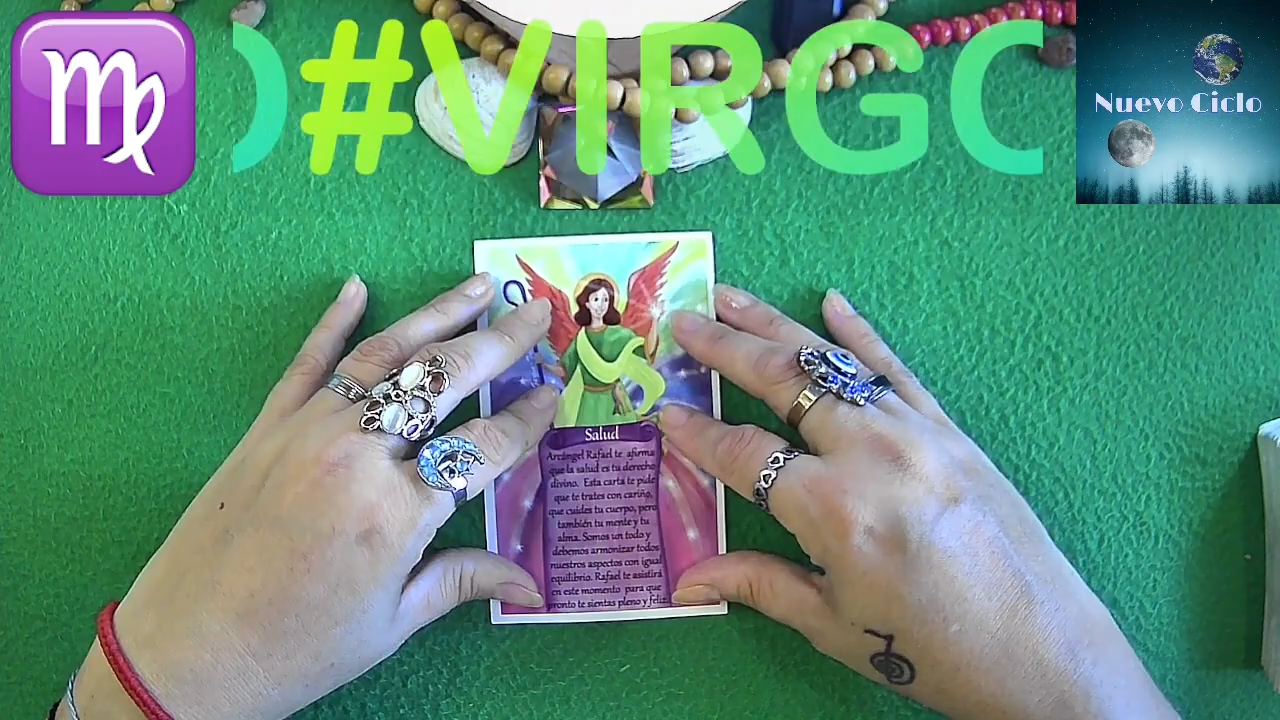 O#VIRGO
Nuevo Ciclo
Salud
Arcángel Rafael te afirma
que la salud es tu derecho
divino. Esta carta te pide
que te trates con cariño,
que cuides tu cuerpo, pero
también tu mente y tu
alma. Somos un todo y
debemos armonizar todos
nuestros aspectos con igual
equilibrio. Rafael te asistirá
en este momento para que
pronto te sientas pleno y feliz